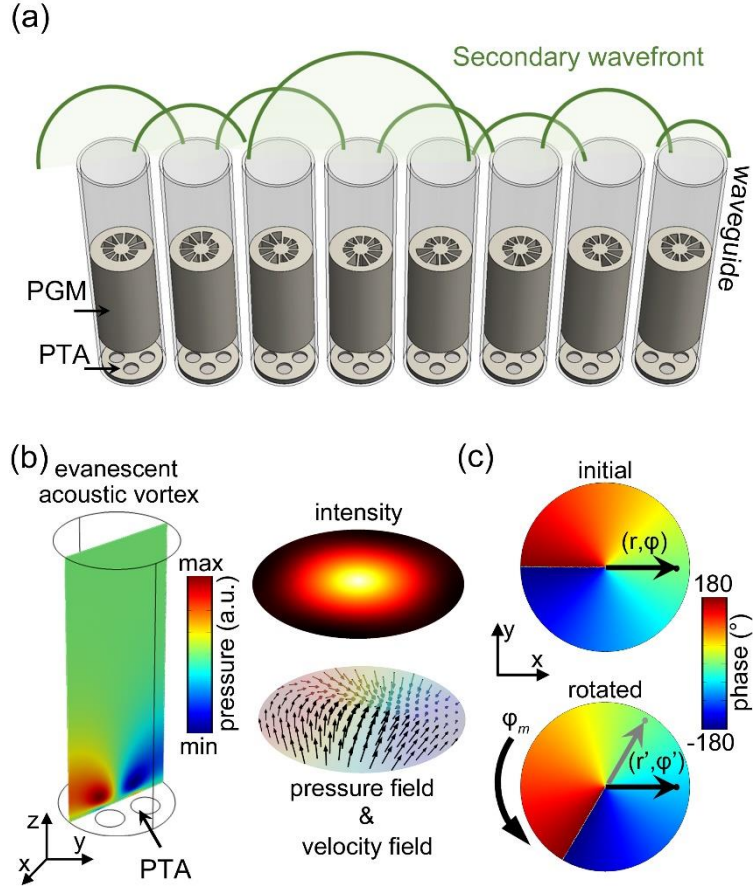 (a)
Secondary wavefront
waveguide
PGM
PTA
(b)
evanescent
acoustic vortex
max
pressure (a.u.)
min
z
y
x
PTA
intensity
pressure field
&
velocity field
(c)
initial
(r,φ)
y
x
180
phase (°)
-180
rotated
φm
(r',φ')